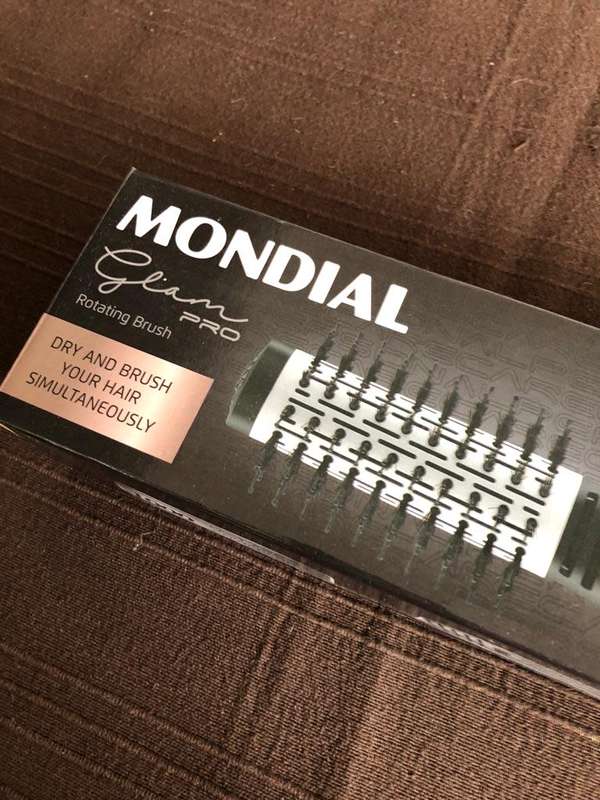 MONDIAL
Glam
PRO
Rotating Brush
DRY AND BRUSH
YOUR HAIR
SIMULTANEOUSLY